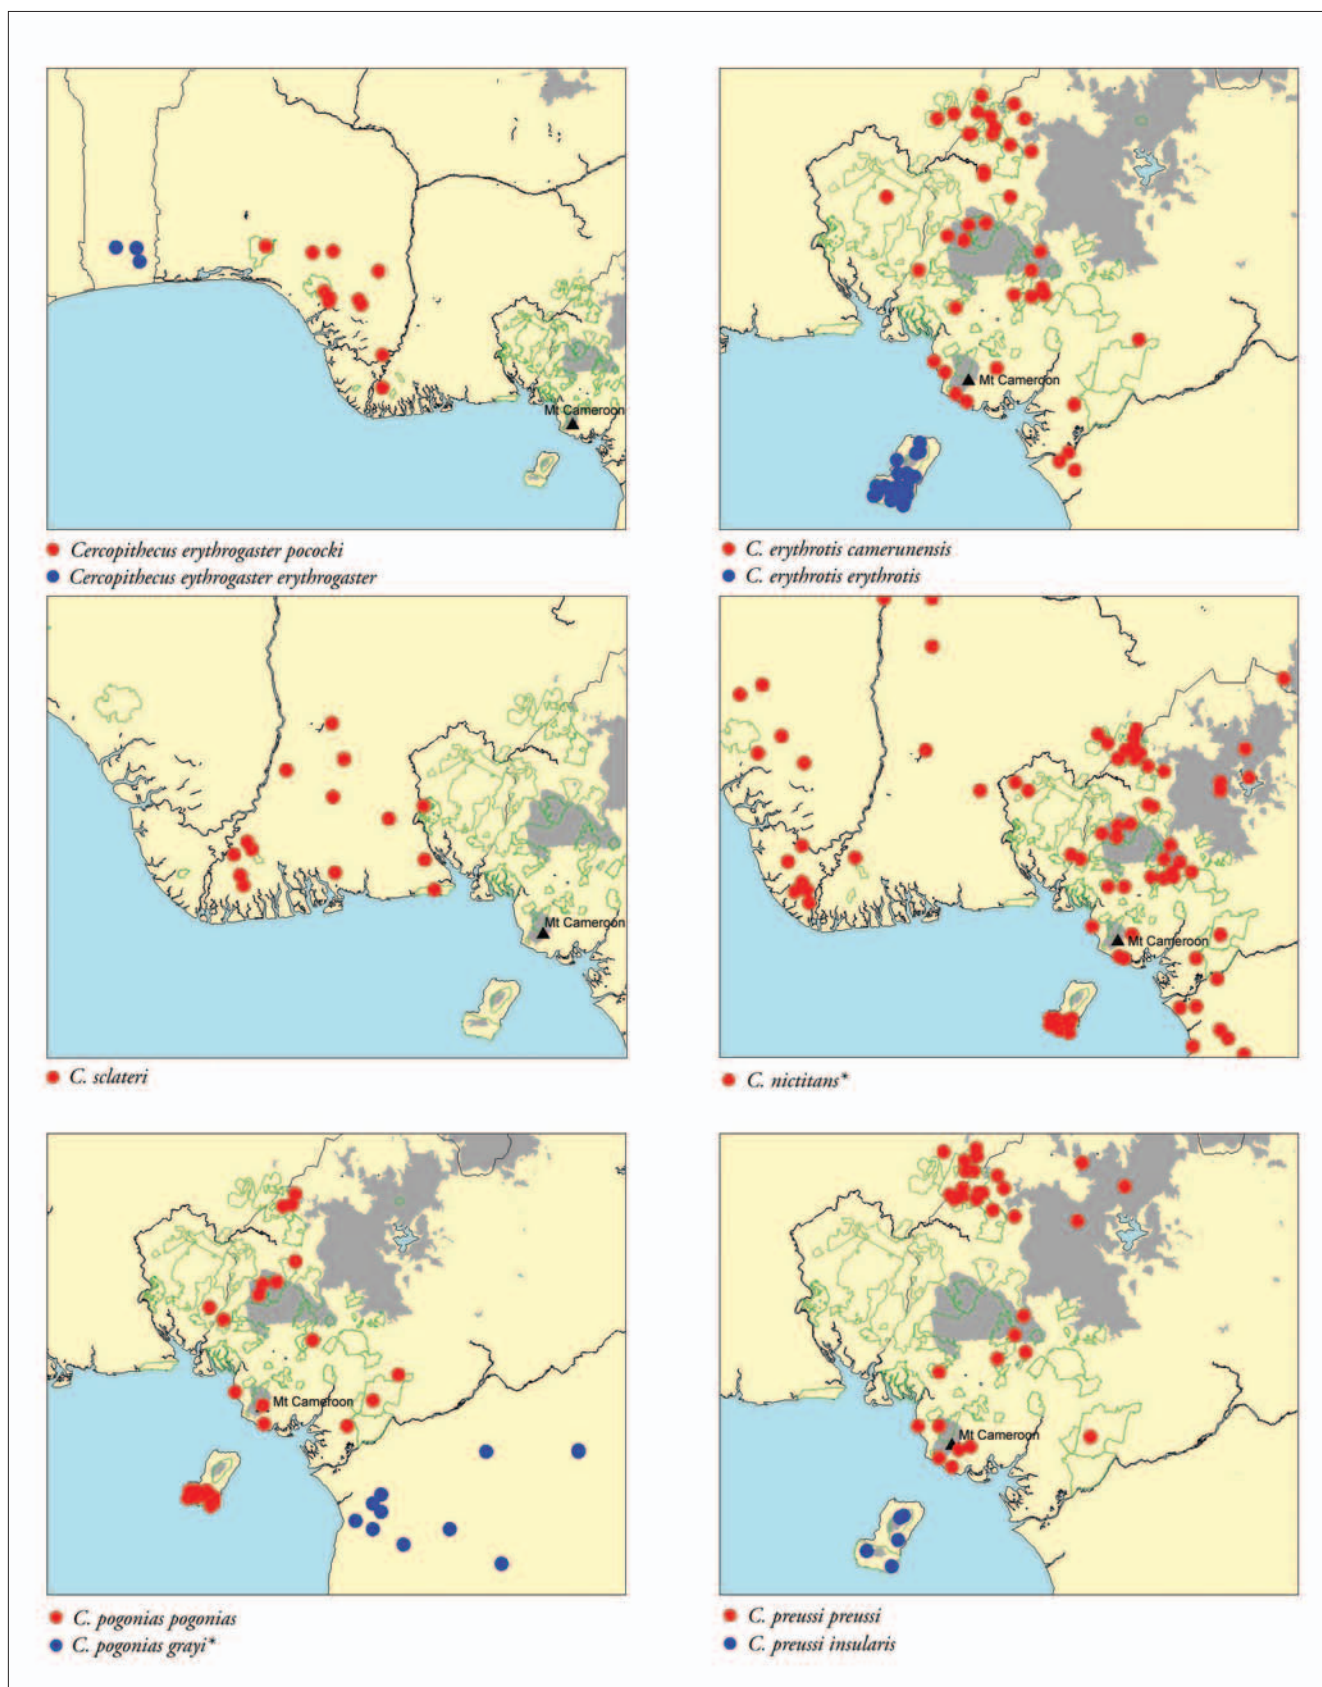 Mt Cameroon
Cercopithecus erythrogaster pococki
Cercopithecus eythrogaster erythrogaster
Mt Cameroon
C. erythrotis camerunensis
C. erythrotis erythrotis
Mt Cameroon
C. sclateri
Mt Cameroon
C. nictitans*
Mt Cameroon
C. pogonias pogonias
C. pogonias grayi*
Mt Cameroon
C. preussi preussi
C. preussi insularis